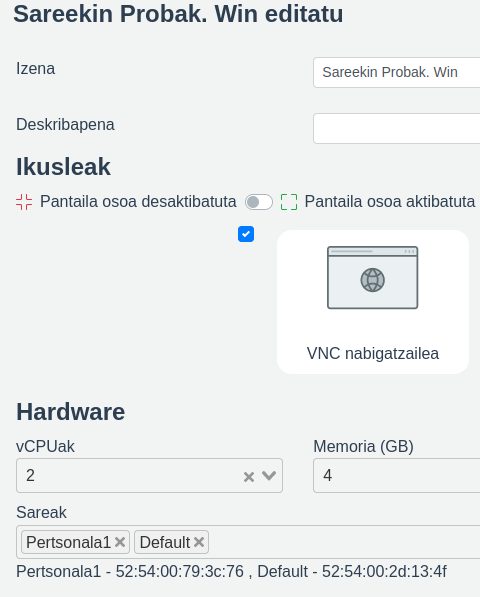 Sareekin Probak. Win editatu
Izena
Sareekin Probak. Win
Deskribapena
Ikusleak
Pantaila osoa desaktibatuta Pantaila osoa aktibatuta
VNC nabigatzailea
Hardware
vCPUak Memoria (GB)
2 4
Sareak
Pertsonala1 Default
Pertsonala1 - 52:54:00:79:3c:76 , Default - 52:54:00:2d:13:4f